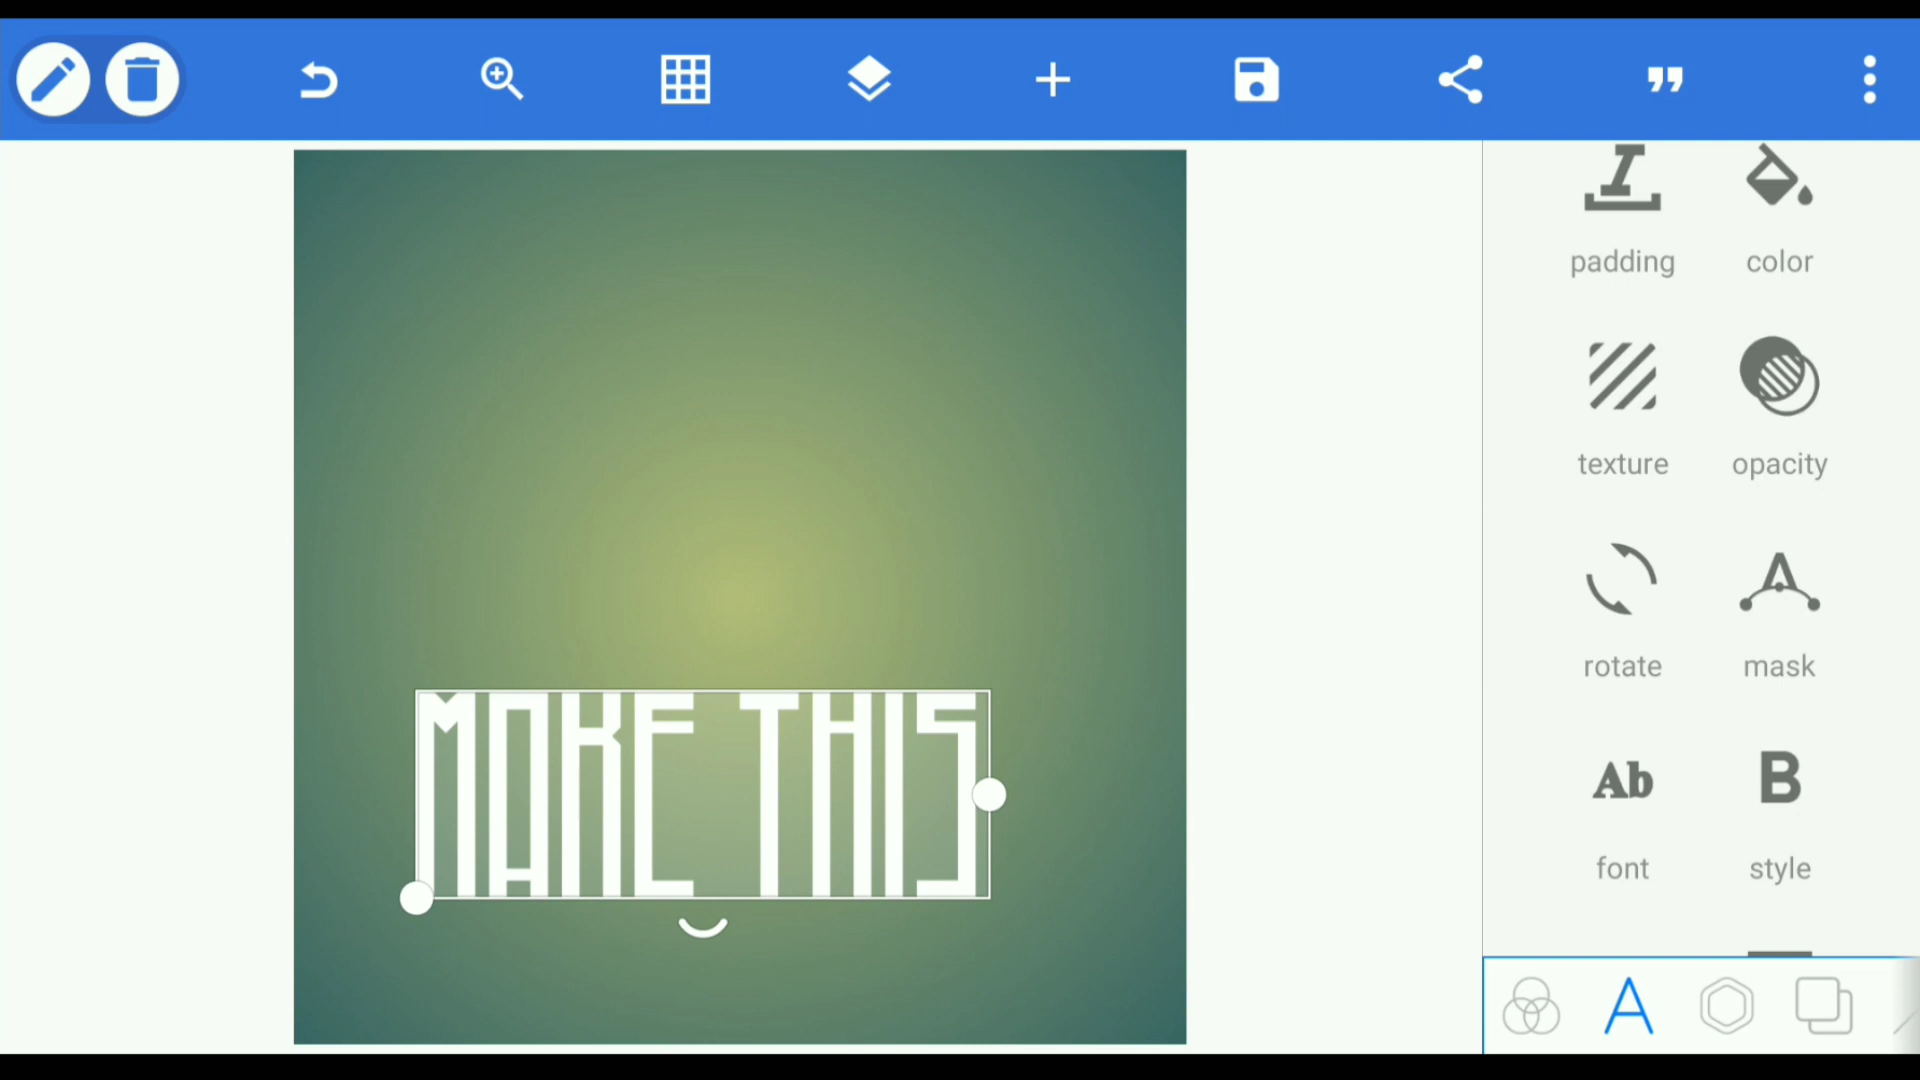 padding color
texture opacity
rotate mask
MAKE THIS
Ab B
font style